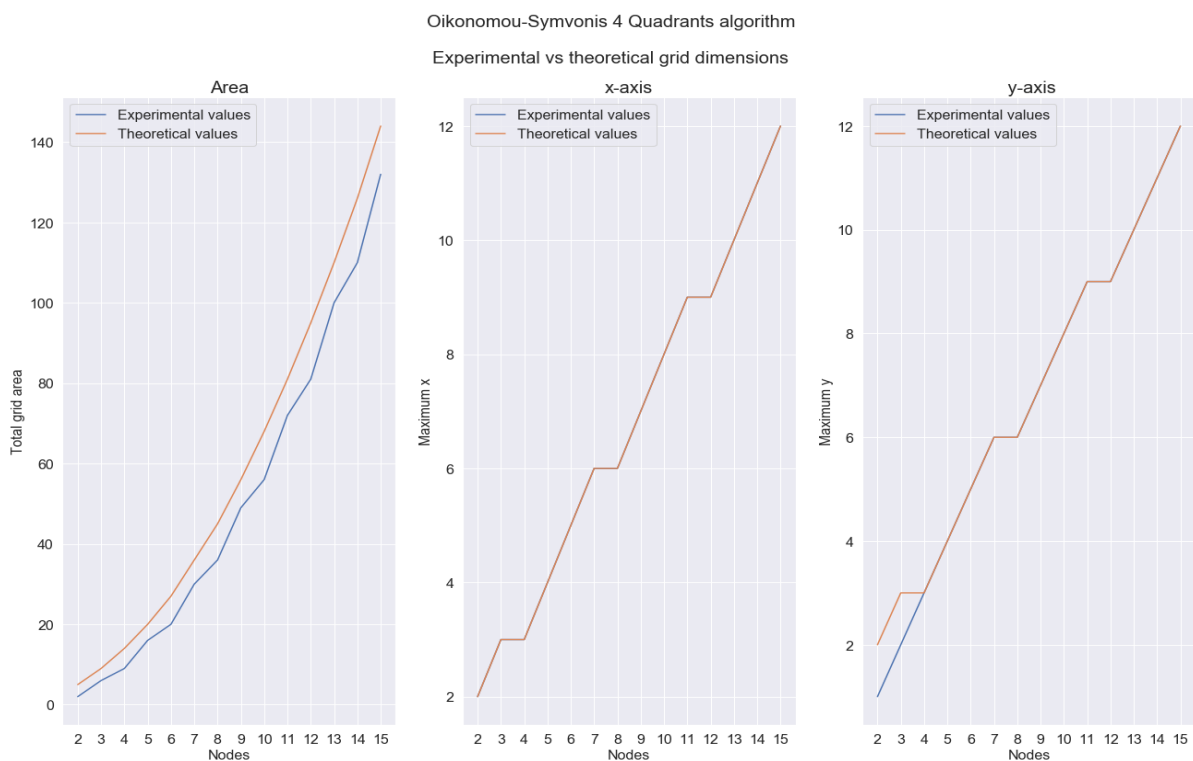 Oikonomou-Symvonis 4 Quadrants algorithm
Experimental vs theoretical grid dimensions
Area
Experimental values
Theoretical values
140
120
100
80
60
40
20
0
Total grid area
2 3 4 5 6 7 8 9 10 11 12 13 14 15
Nodes
x-axis
Experimental values
Theoretical values
12
10
8
6
4
2
Maximum x
2 3 4 5 6 7 8 9 10 11 12 13 14 15
Nodes
y-axis
Experimental values
Theoretical values
12
10
8
6
4
2
Maximum y
2 3 4 5 6 7 8 9 10 11 12 13 14 15
Nodes